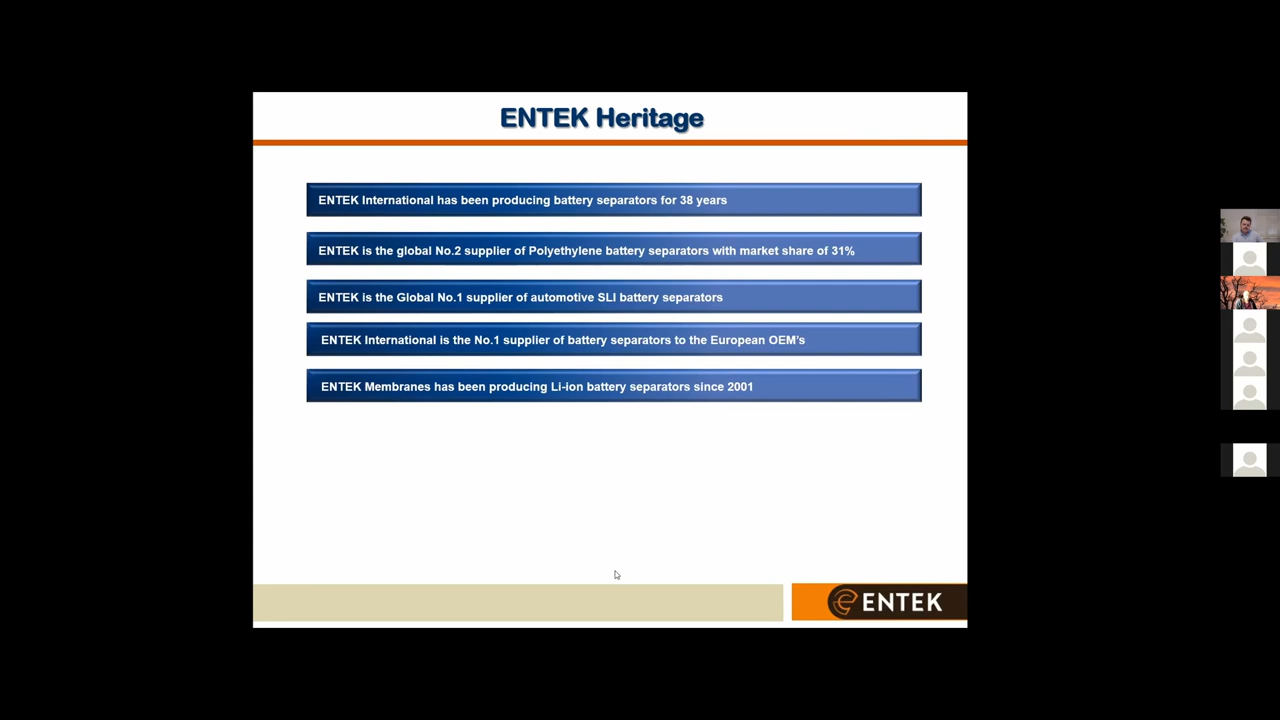 ENTEK Heritage
ENTEK International has been producing battery separators for 38 years
ENTEK is the global No.2 supplier of Polyethylene battery separators with market share of 31%
ENTEK is the Global No.1 supplier of automotive SLI battery separators
ENTEK International is the No.1 supplier of battery separators to the European OEM's
ENTEK Membranes has been producing Li-ion battery separators since 2001
ENTEK